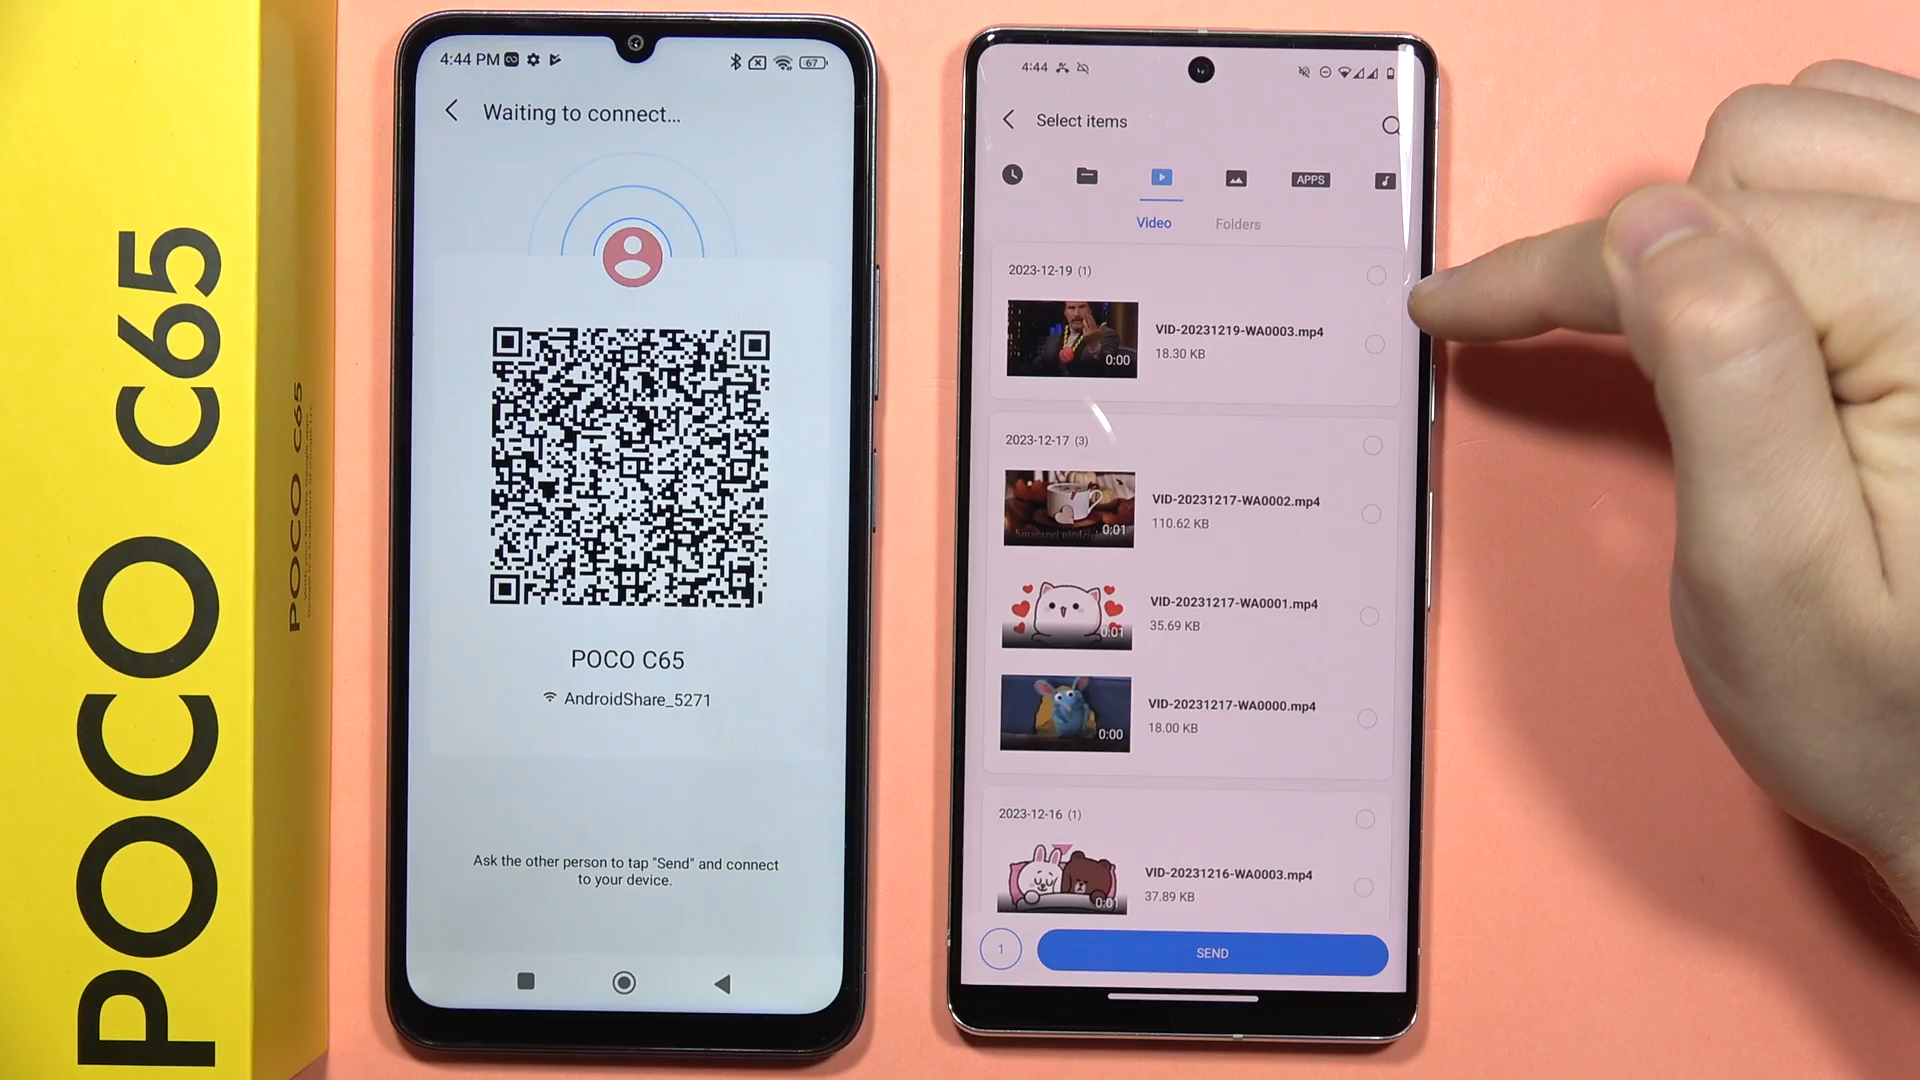 POCO C65
POCO C65
4:44 PM
67
Waiting to connect...
POCO C65
AndroidShare_5271
Ask the other person to tap "Send" and connect
to your device.
4:44
Select items
APPS
Video
Folders
2023-12-19 (1)
0:00
VID-20231219-WA0003.mp4
18.30 KB
2023-12-17 (3)
0:01
VID-20231217-WA0002.mp4
110.62 KB
0:01
VID-20231217-WA0001.mp4
35.69 KB
0:00
VID-20231217-WA0000.mp4
18.00 KB
2023-12-16 (1)
0:01
VID-20231216-WA0003.mp4
37.89 KB
1
SEND